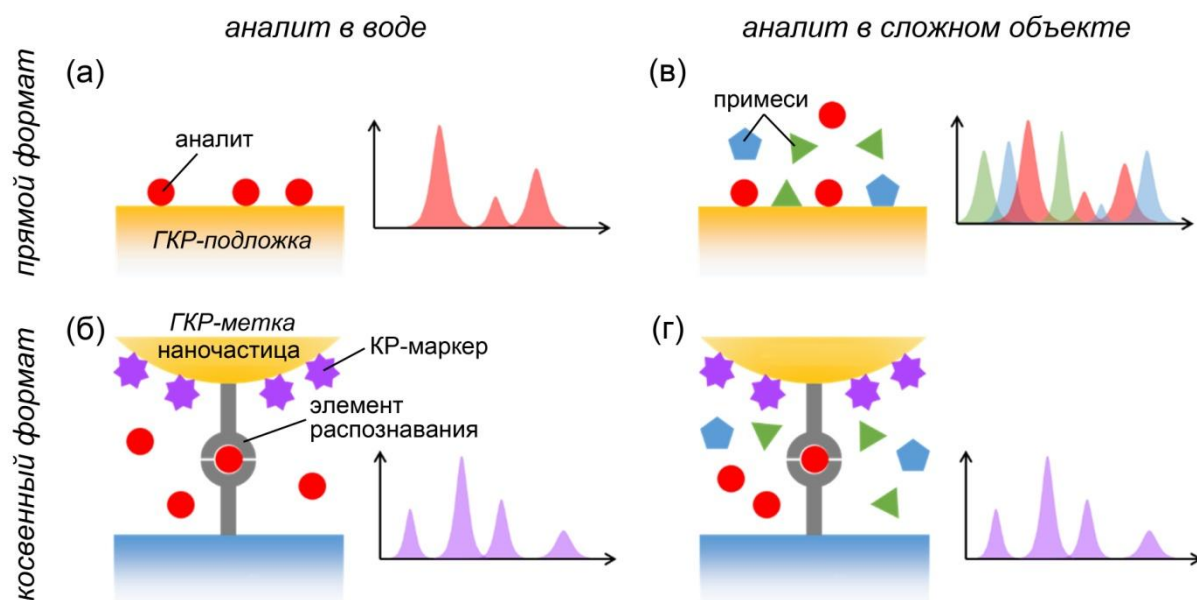 аналит в воде
аналит в сложном объекте
прямой формат
(а)
аналит
ГКР-подложка
(в)
примеси
косвенный формат
(б)
ГКР-метка
наночастица
КР-маркер
элемент
распознавания
(г)